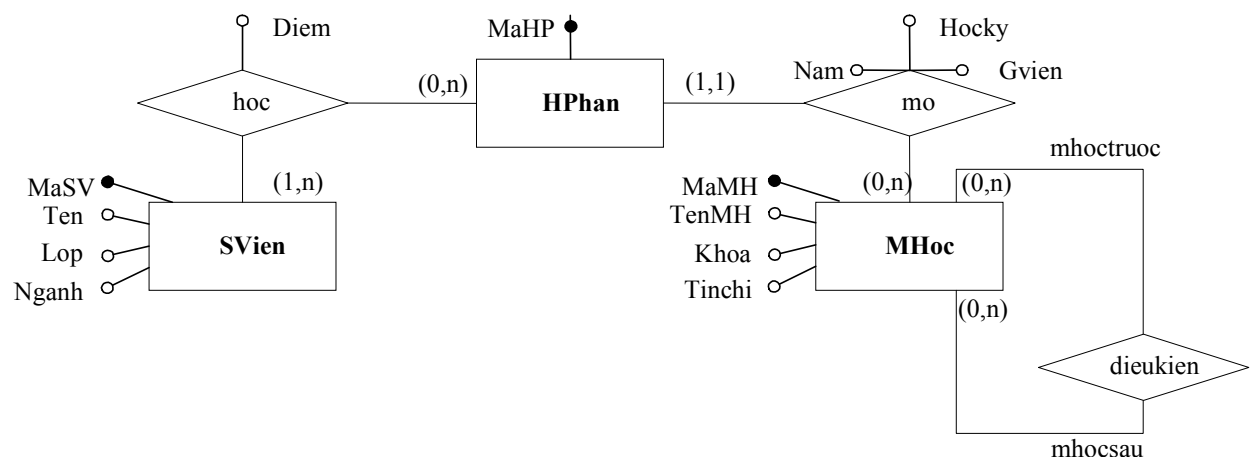 Diem
MaHP
Hocky
Nam
Gvien
hoc
(0,n)
HPhan
(1,1)
mo
mhoctruoc
MaSV
(1,n)
MaMH
(0,n)
(0,n)
Ten
SVien
TenMH
MHoc
Lop
Khoa
Nganh
Tinchi
(0,n)
dieukien
mhocsau